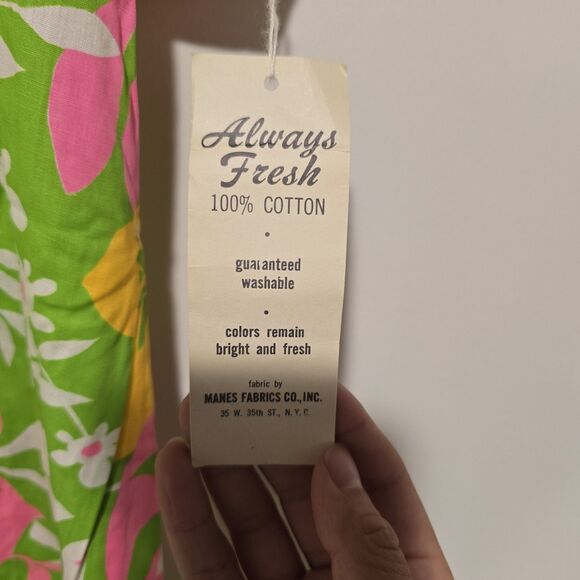 Always
Fresh
100% COTTON
•
guaranteed
washable
•
colors remain
bright and fresh
fabric by
MANES FABRICS CO., INC.
35 W. 35th ST., N.Y.C.